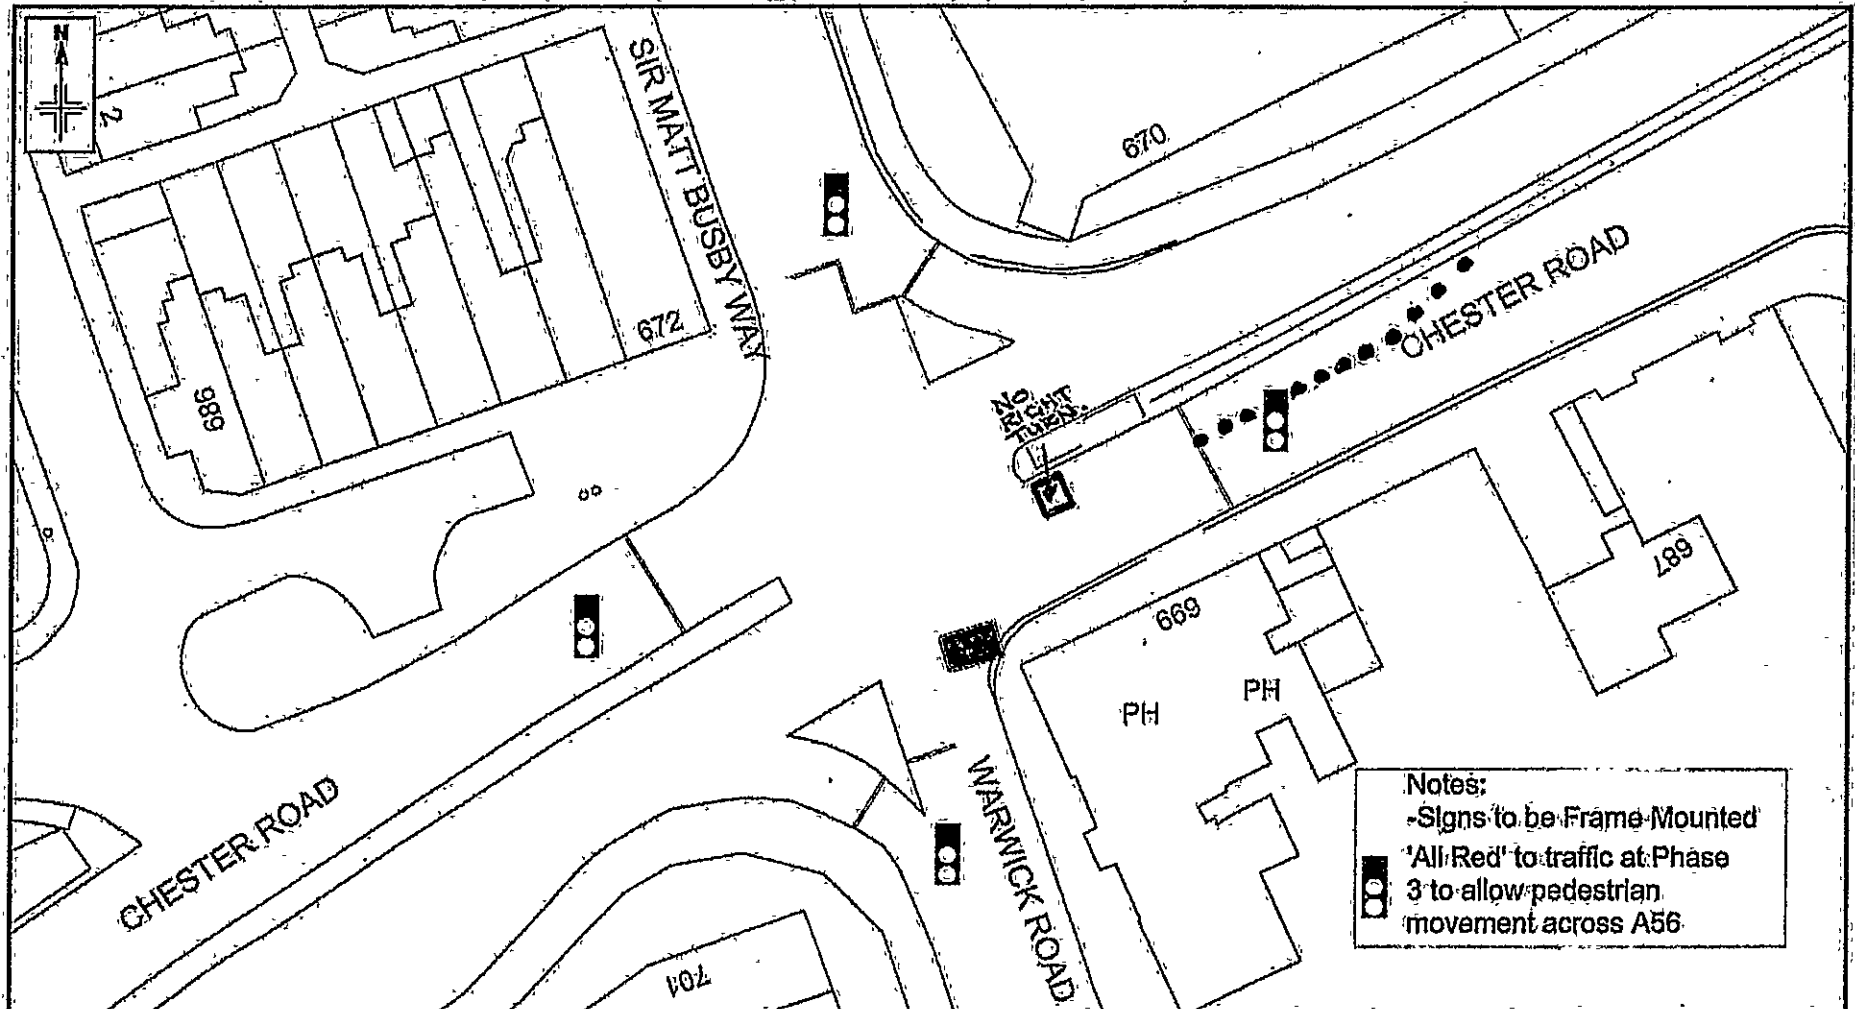 N
2
SIR MATT BUSBY WAY
670
672
686
CHESTER ROAD
NO
RIGHT
TURN.
669
687
PH
PH
CHESTER ROAD
WARWICK ROAD
701
Notes:
-Signs to be Frame Mounted
'All Red' to traffic at Phase
3 to allow pedestrian
movement across A56